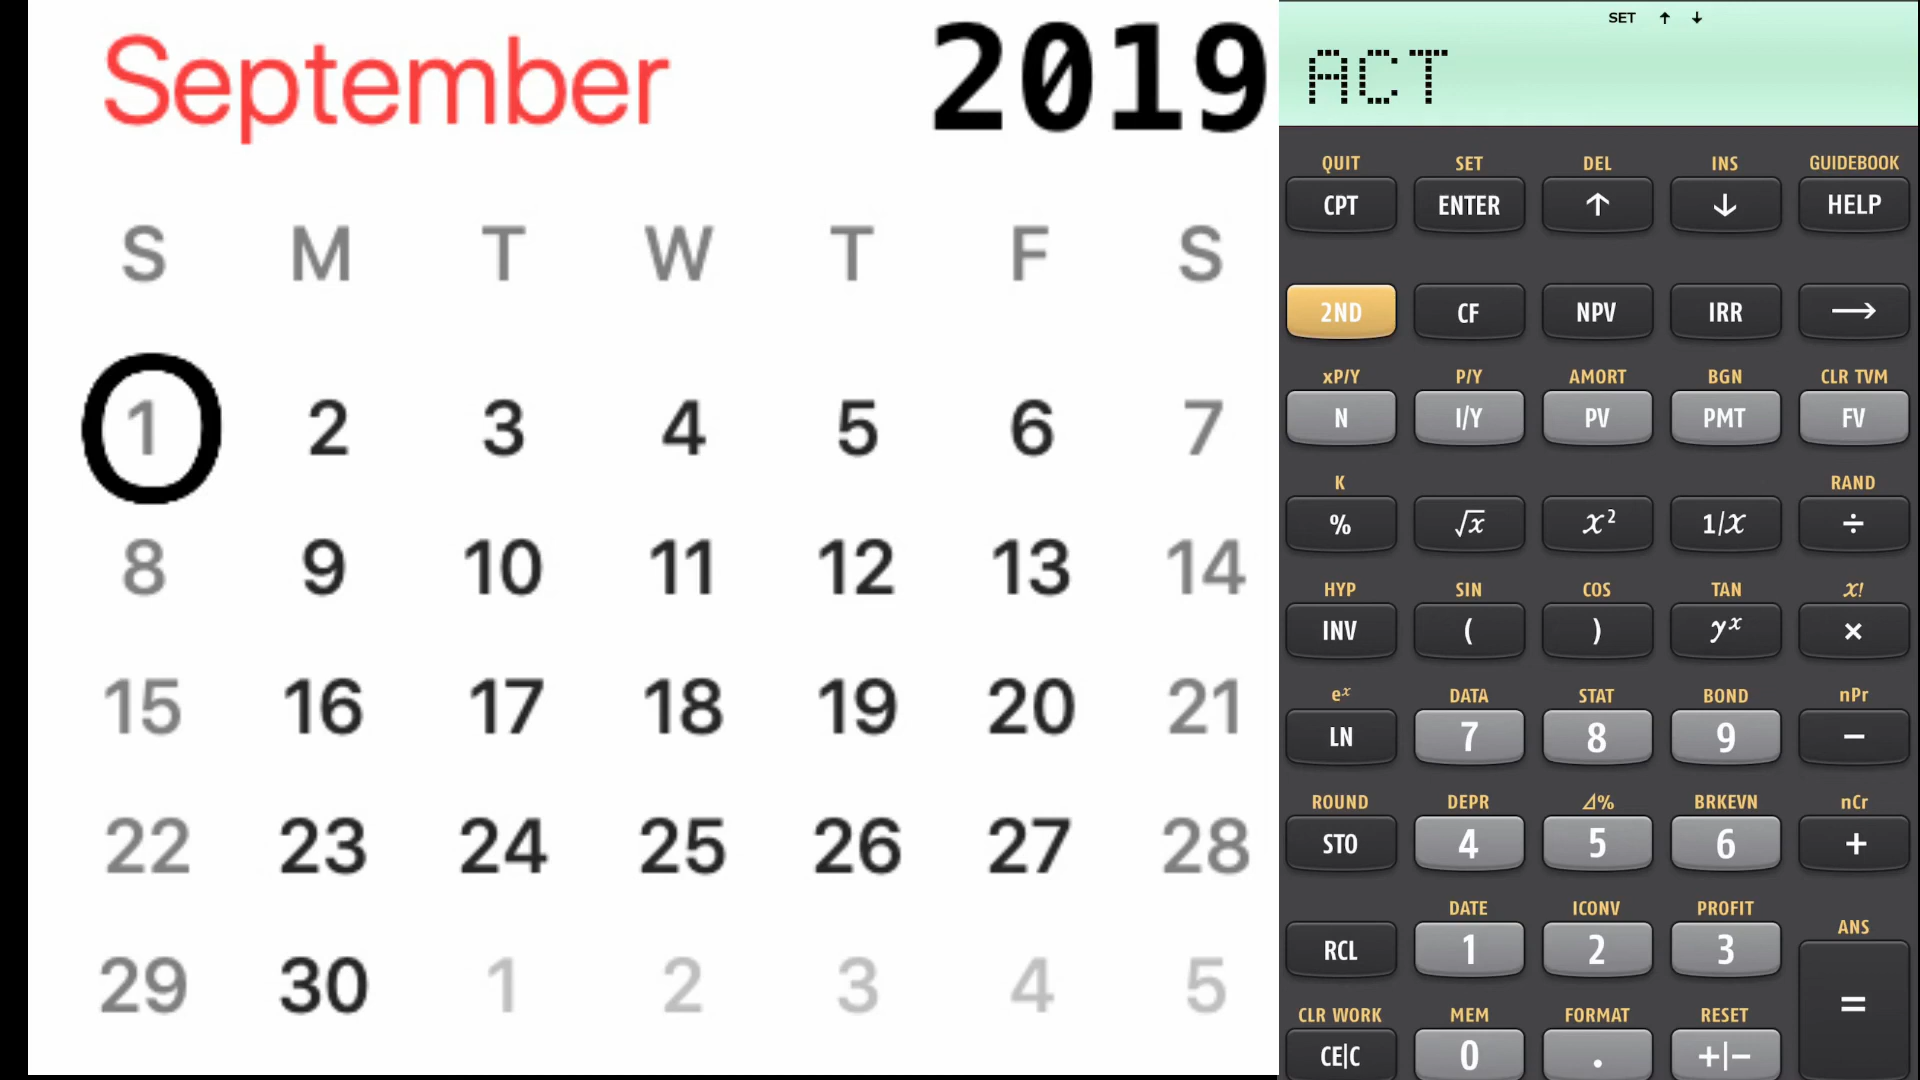 September 2019
S M T W T F S
1 2 3 4 5 6 7
8 9 10 11 12 13 14
15 16 17 18 19 20 21
22 23 24 25 26 27 28
29 30 1 2 3 4 5
SET ↑ ↓
ACT
QUIT SET DEL INS GUIDEBOOK
CPT ENTER ↑ ↓ HELP
2ND CF NPV IRR →
xP/Y P/Y AMORT BGN CLR TVM
N I/Y PV PMT FV
K RAND
% √x x² 1/x ÷
HYP SIN COS TAN x!
INV ( ) yˣ ×
eˣ DATA STAT BOND nPr
LN 7 8 9 −
ROUND DEPR ⊿% BRKEVN nCr
STO 4 5 6 +
DATE ICONV PROFIT ANS
RCL 1 2 3 =
CLR WORK MEM FORMAT RESET
CE|C 0 . +|−